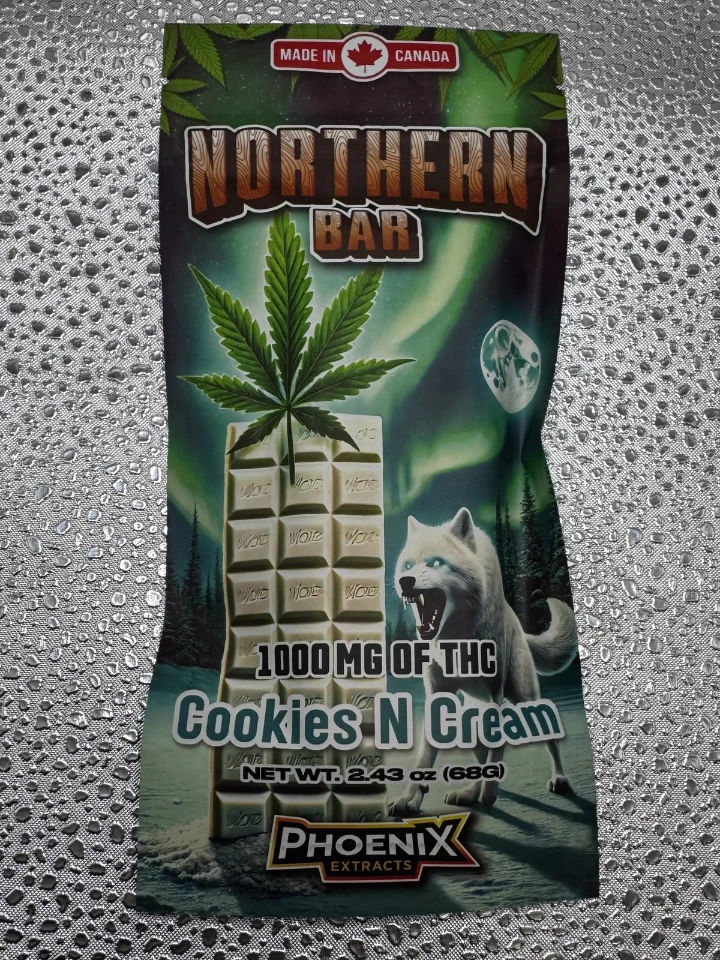 MADE IN CANADA
NORTHERN
BAR
1000 MG OF THC
Cookies N Cream
NET WT. 2.43 oz (68G)
PHOENIX
EXTRACTS